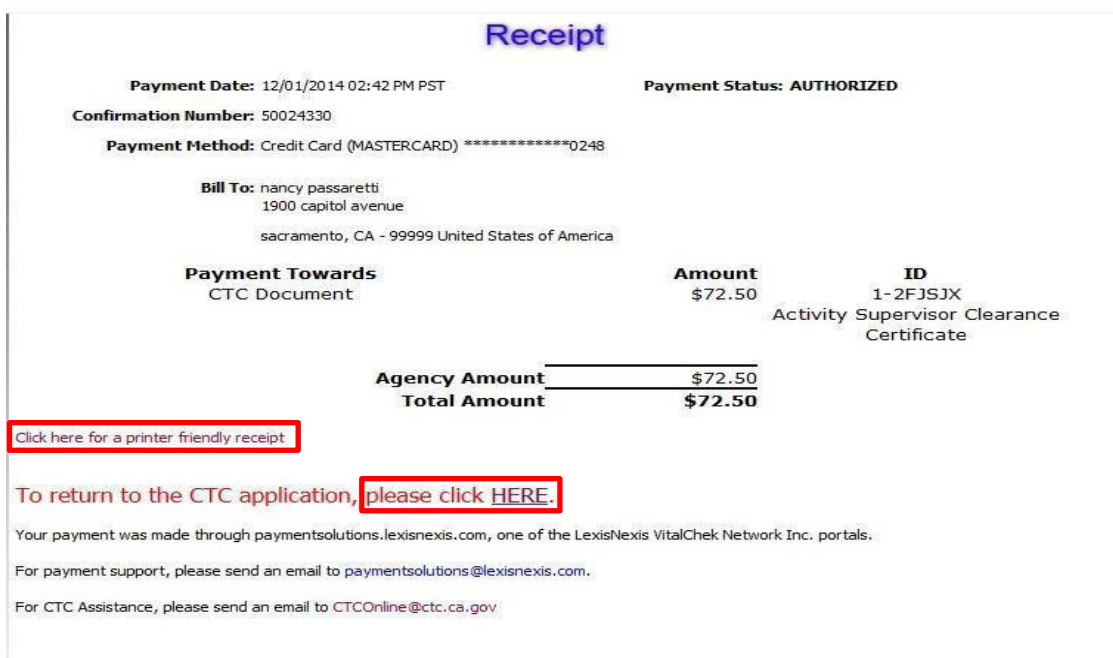 Receipt
Payment Date: 12/01/2014 02:42 PM PST Payment Status: AUTHORIZED
Confirmation Number: 50024330
Payment Method: Credit Card (MASTERCARD) ************0248
Bill To: nancy passaretti
1900 capitol avenue
sacramento, CA - 99999 United States of America
Payment Towards Amount ID
CTC Document $72.50 1-2FJSJX
Activity Supervisor Clearance
Certificate
Agency Amount $72.50
Total Amount $72.50
Click here for a printer friendly receipt
To return to the CTC application, please click HERE.
Your payment was made through paymentsolutions.lexisnexis.com, one of the LexisNexis VitalChek Network Inc. portals.
For payment support, please send an email to paymentsolutions@lexisnexis.com.
For CTC Assistance, please send an email to CTCOnline@ctc.ca.gov